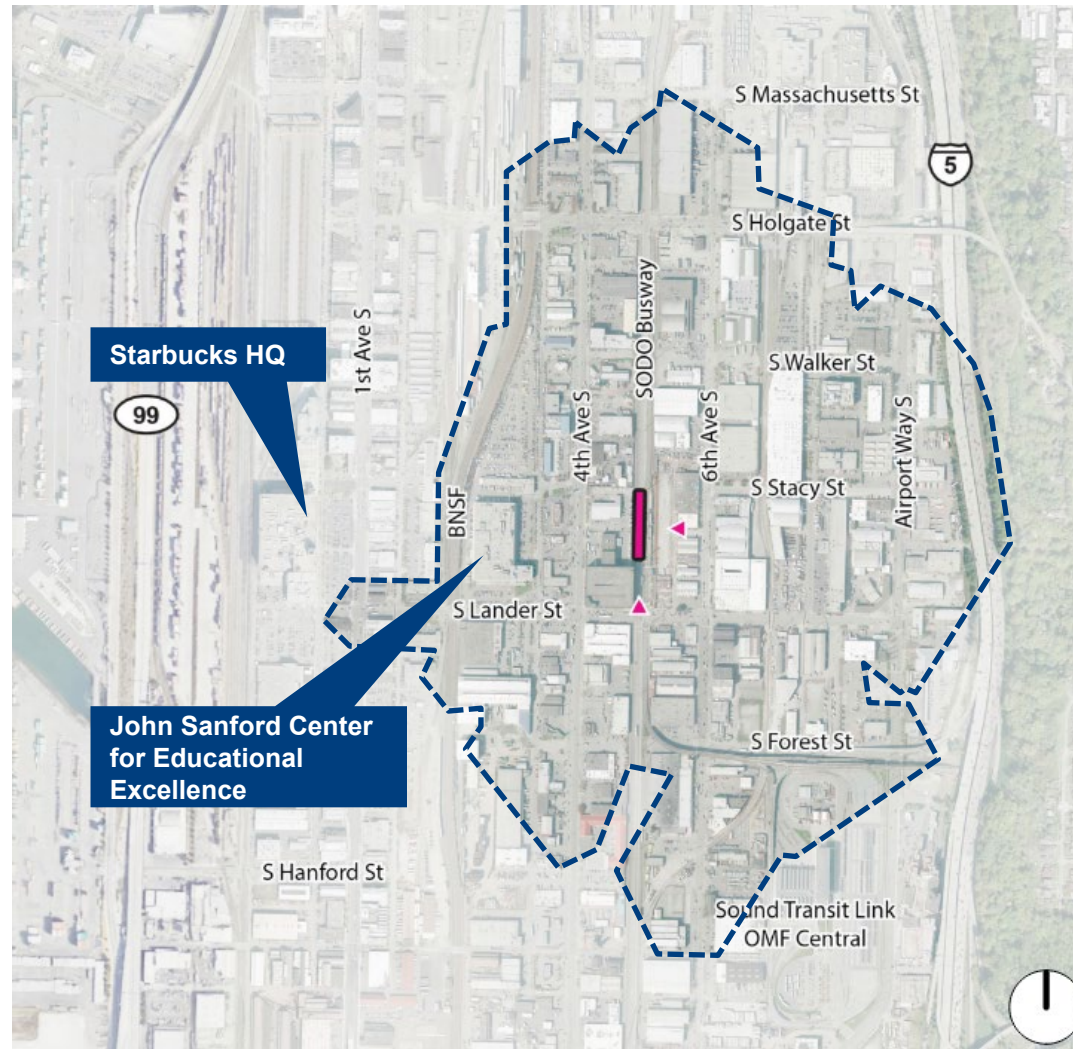 S Massachusetts St
5
S Holgate St
SODO Busway
Starbucks HQ
1st Ave S
S Walker St
99
4th Ave S
6th Ave S
Airport Way S
S Stacy St
BNSF
S Lander St
John Sanford Center
for Educational
Excellence
S Forest St
S Hanford St
Sound Transit Link
OMF Central